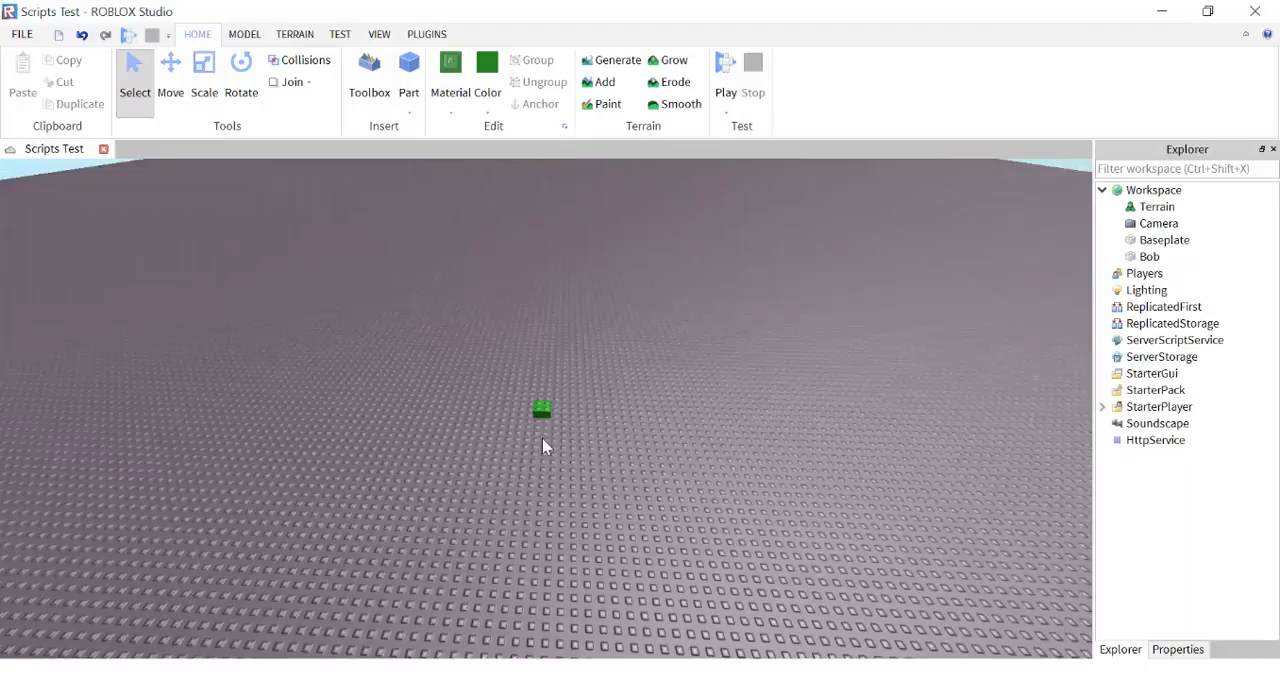 Scripts Test - ROBLOX Studio
FILE HOME MODEL TERRAIN TEST VIEW PLUGINS
Paste Copy Cut Duplicate Clipboard
Select Move Scale Rotate Collisions Join Tools
Toolbox Part Insert
Material Color Group Ungroup Anchor Edit
Generate Add Paint Grow Erode Smooth Terrain
Play Stop Test
Scripts Test
Explorer
Filter workspace (Ctrl+Shift+X)
Workspace
Terrain
Camera
Baseplate
Bob
Players
Lighting
ReplicatedFirst
ReplicatedStorage
ServerScriptService
ServerStorage
StarterGui
StarterPack
StarterPlayer
Soundscape
HttpService
Explorer Properties